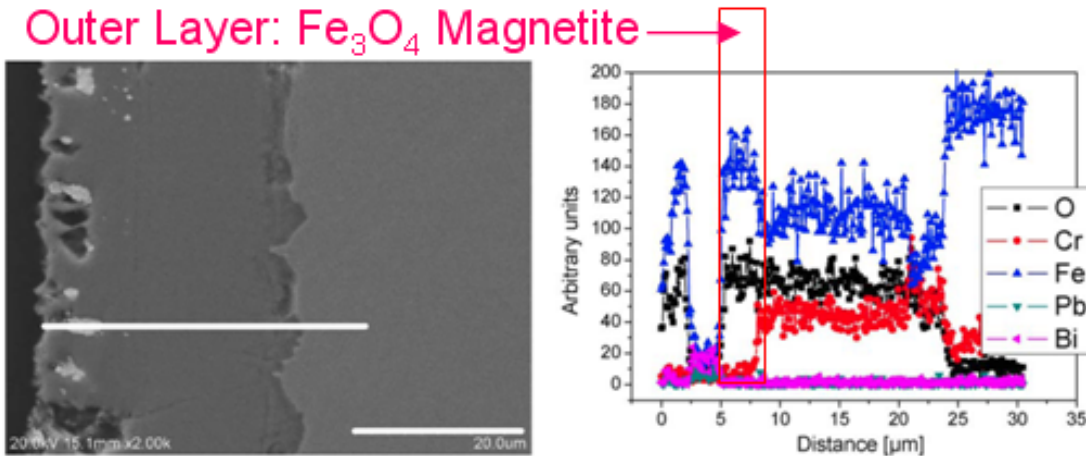 Outer Layer: Fe₃O₄ Magnetite
20.0kV 15.1mm x2.00k
20.0um
Arbitrary units
200
180
160
140
120
100
80
60
40
20
0
0 5 10 15 20 25 30 35
Distance [µm]
O
Cr
Fe
Pb
Bi